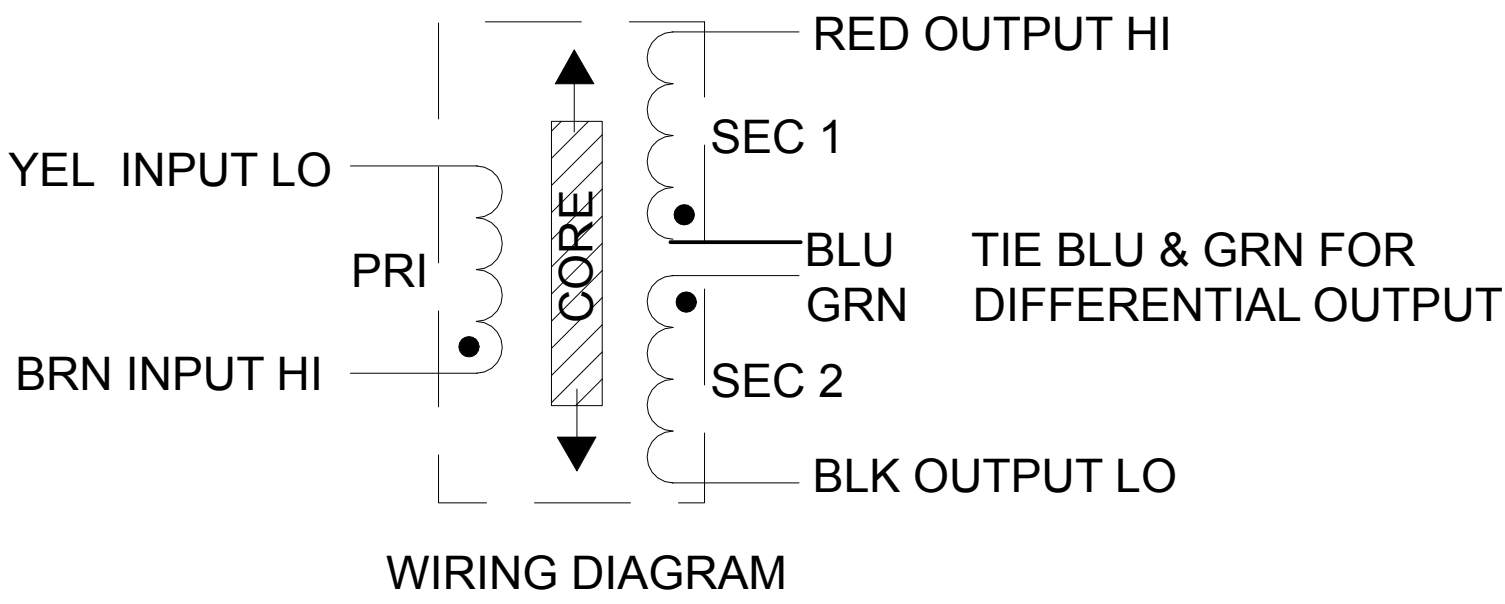 RED OUTPUT HI
SEC 1
YEL INPUT LO
CORE
BLU TIE BLU & GRN FOR
PRI
GRN DIFFERENTIAL OUTPUT
BRN INPUT HI
SEC 2
BLK OUTPUT LO
WIRING DIAGRAM